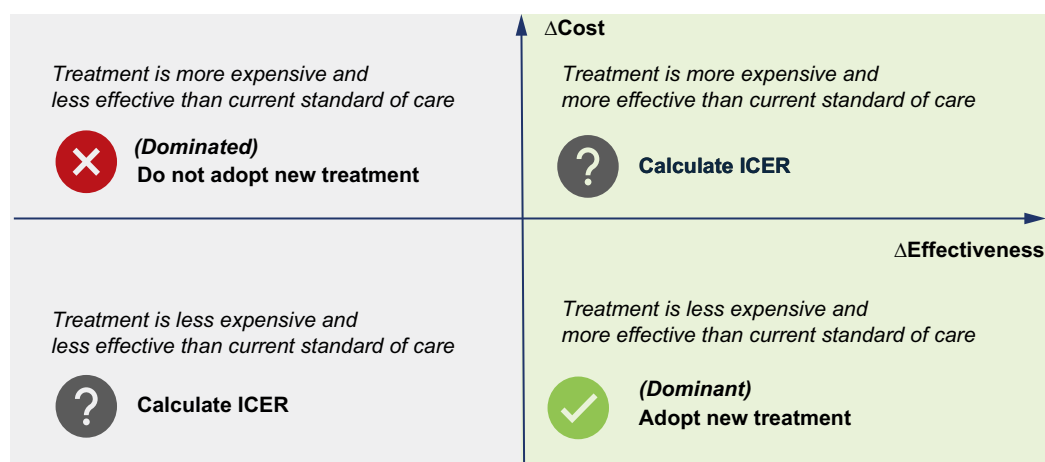 ∆Cost
Treatment is more expensive and
less effective than current standard of care
(Dominated)
Do not adopt new treatment
Treatment is more expensive and
more effective than current standard of care
?
Calculate ICER
∆Effectiveness
Treatment is less expensive and
less effective than current standard of care
?
Calculate ICER
Treatment is less expensive and
more effective than current standard of care
(Dominant)
Adopt new treatment